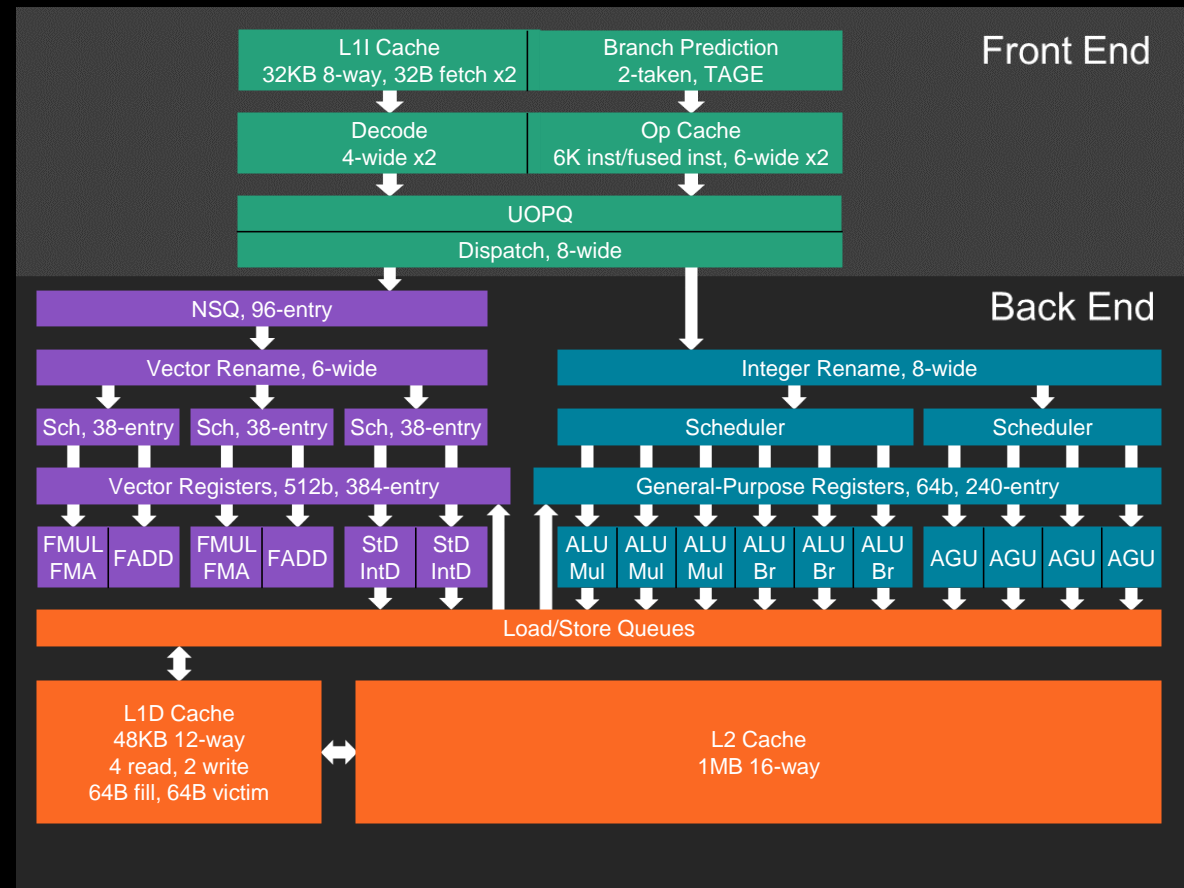 Front End
L1I Cache
32KB 8-way, 32B fetch x2
Branch Prediction
2-taken, TAGE
Decode
4-wide x2
Op Cache
6K inst/fused inst, 6-wide x2
UOPQ
Dispatch, 8-wide
Back End
NSQ, 96-entry
Vector Rename, 6-wide
Integer Rename, 8-wide
Sch, 38-entry
Sch, 38-entry
Sch, 38-entry
Scheduler
Scheduler
Vector Registers, 512b, 384-entry
General-Purpose Registers, 64b, 240-entry
FMUL
FMA
FADD
FMUL
FMA
FADD
StD
IntD
StD
IntD
ALU
Mul
ALU
Mul
ALU
Mul
ALU
Br
ALU
Br
ALU
Br
AGU
AGU
AGU
AGU
Load/Store Queues
L1D Cache
48KB 12-way
4 read, 2 write
64B fill, 64B victim
L2 Cache
1MB 16-way